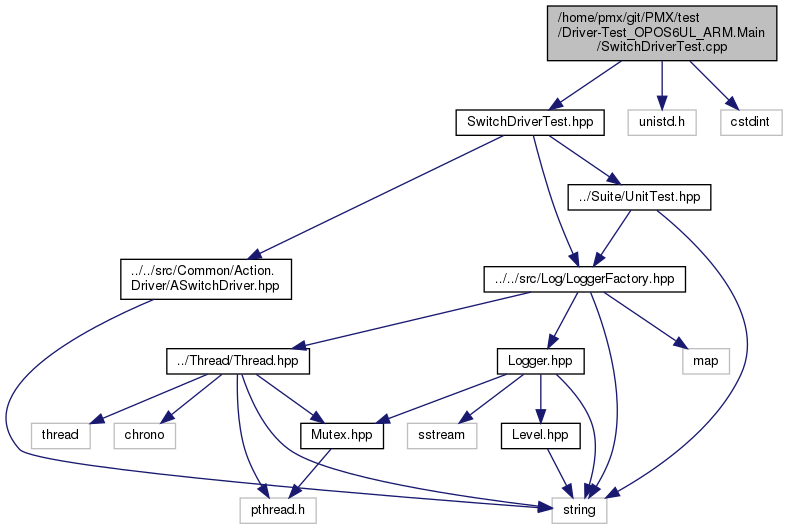 /home/pmx/git/PMX/test
/Driver-Test_OPOS6UL_ARM.Main
/SwitchDriverTest.cpp
SwitchDriverTest.hpp
unistd.h
cstdint
../Suite/UnitTest.hpp
../../src/Common/Action.
Driver/ASwitchDriver.hpp
../../src/Log/LoggerFactory.hpp
../Thread/Thread.hpp
Logger.hpp
map
thread
chrono
Mutex.hpp
sstream
Level.hpp
pthread.h
string